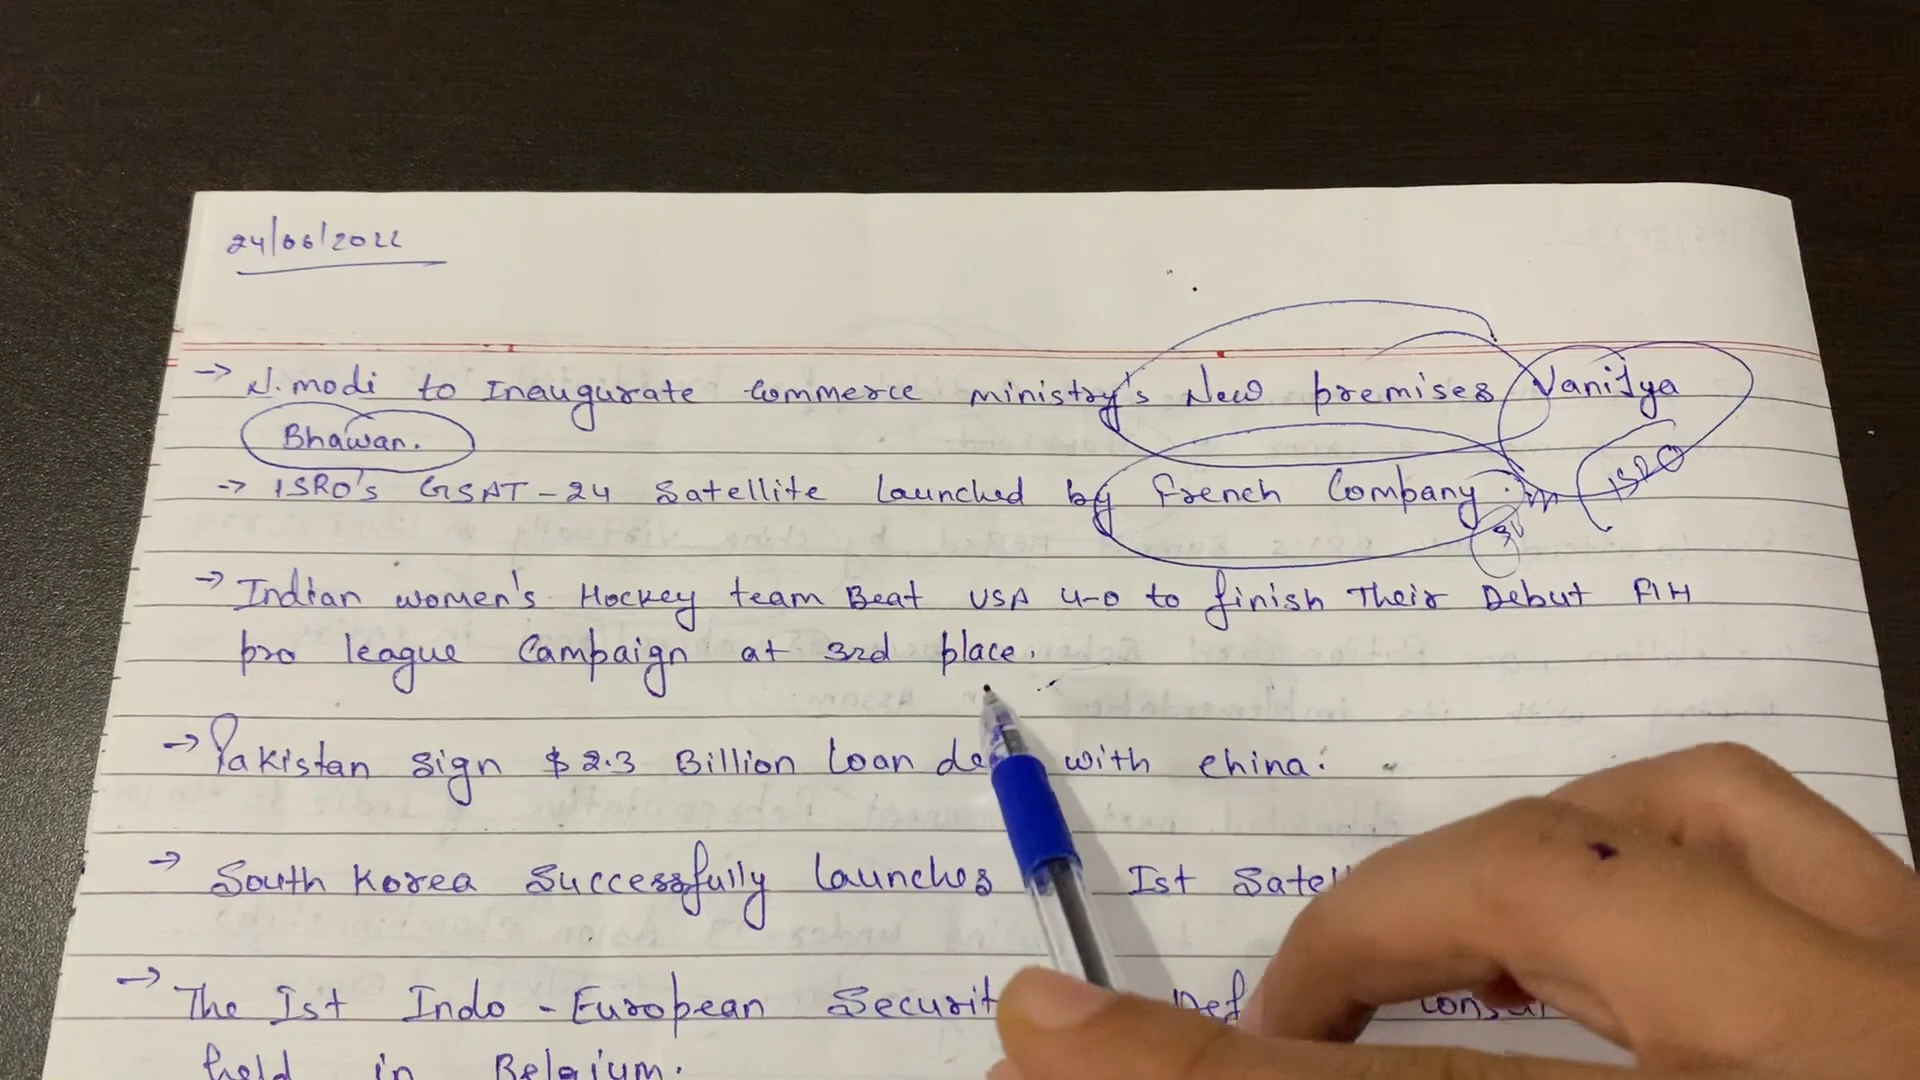 24/06/2022
→ N. modi to Inaugurate Commerce ministry's New premises Vanijya
Bhawan.
→ ISRO's GSAT-24 Satellite Launched by French Company. in ISRO
→ Indian women's Hockey team Beat USA 4-0 to finish Their Debut FIH
pro league Campaign at 3rd place.
→ Pakistan sign $ 2.3 Billion loan with china.
→ South Korea Successfully launches Ist
→ The Ist Indo-European
held in Belgium.